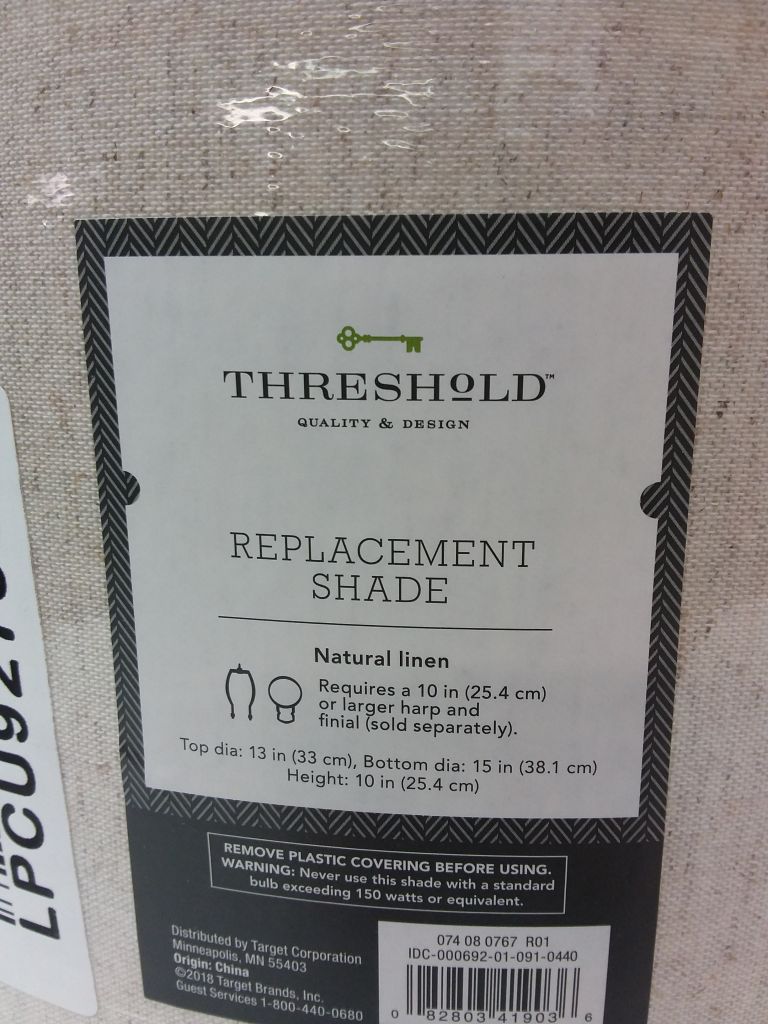 THRESHOLD™
QUALITY & DESIGN
REPLACEMENT
SHADE
Natural linen
Requires a 10 in (25.4 cm)
or larger harp and
finial (sold separately).
Top dia: 13 in (33 cm), Bottom dia: 15 in (38.1 cm)
Height: 10 in (25.4 cm)
REMOVE PLASTIC COVERING BEFORE USING.
WARNING: Never use this shade with a standard
bulb exceeding 150 watts or equivalent.
Distributed by Target Corporation
Minneapolis, MN 55403
Origin: China
©2018 Target Brands, Inc.
Guest Services 1-800-440-0680
074 08 0767 R01
IDC-000692-01-091-0440
0 82803 41903 6